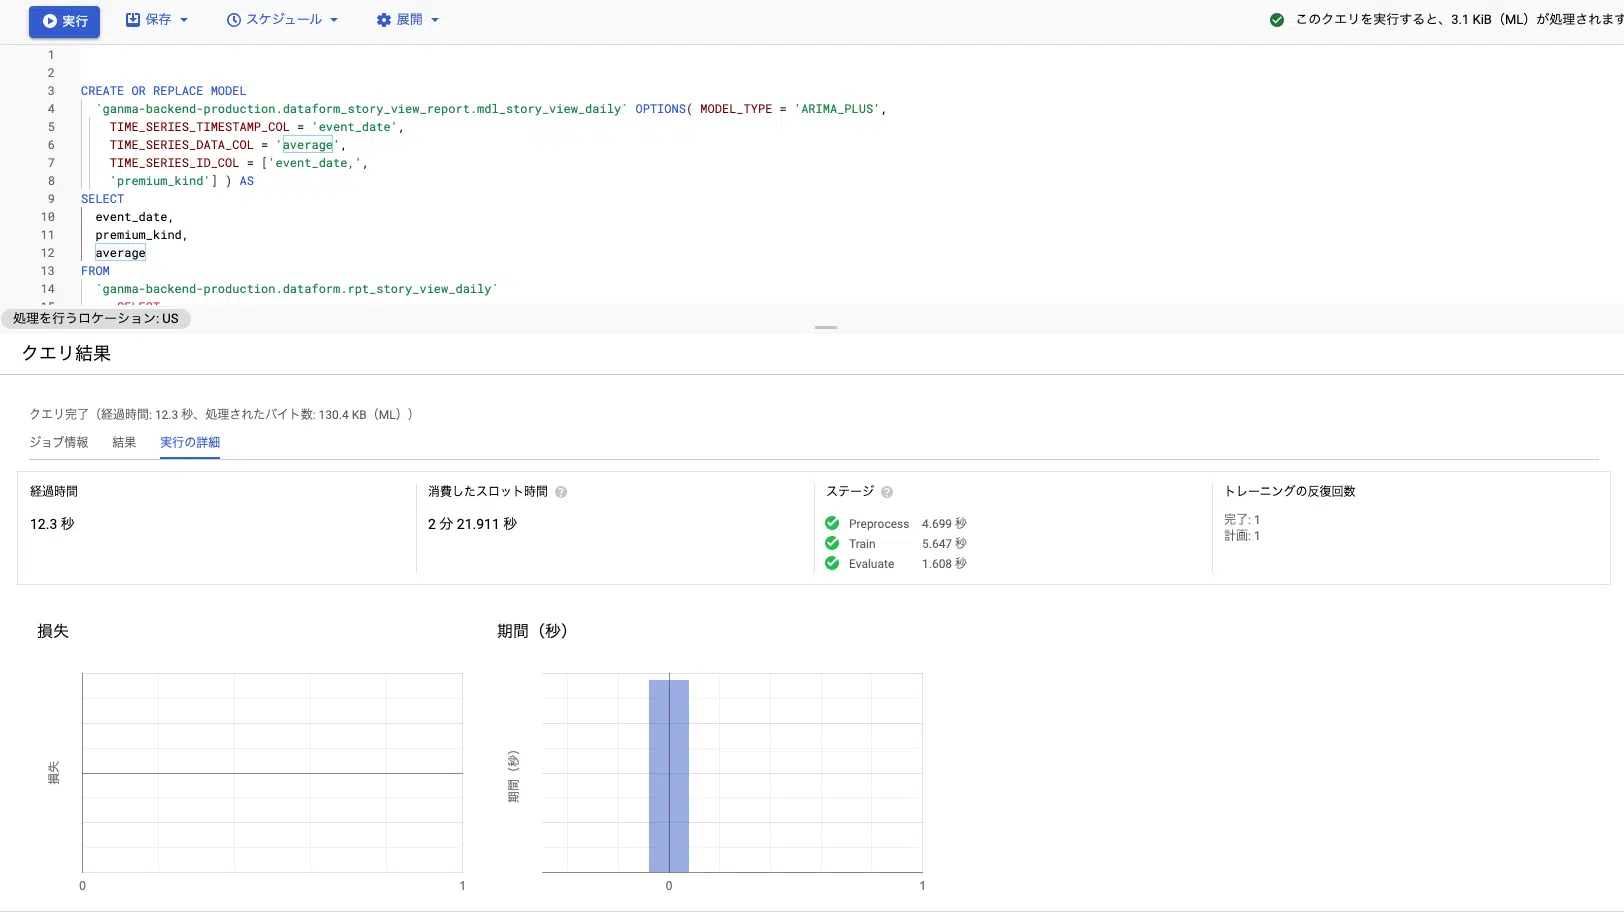 実行 保存 スケジュール 展開 このクエリを実行すると、3.1 KiB（ML）が処理されます
1
2
3 CREATE OR REPLACE MODEL
4 `ganma-backend-production.dataform_story_view_report.mdl_story_view_daily` OPTIONS( MODEL_TYPE = 'ARIMA_PLUS',
5 TIME_SERIES_TIMESTAMP_COL = 'event_date',
6 TIME_SERIES_DATA_COL = 'average',
7 TIME_SERIES_ID_COL = ['event_date,',
8 'premium_kind'] ) AS
9 SELECT
10 event_date,
11 premium_kind,
12 average
13 FROM
14 `ganma-backend-production.dataform.rpt_story_view_daily`
15 SELECT
処理を行うロケーション: US
クエリ結果
クエリ完了（経過時間: 12.3 秒、処理されたバイト数: 130.4 KB（ML））
ジョブ情報 結果 実行の詳細
経過時間 消費したスロット時間 ステージ トレーニングの反復回数
12.3 秒 2 分 21.911 秒
Preprocess 4.699 秒
Train 5.647 秒
Evaluate 1.608 秒
完了: 1
計画: 1
損失 期間（秒）
損失
期間（秒）
0 1
0 1